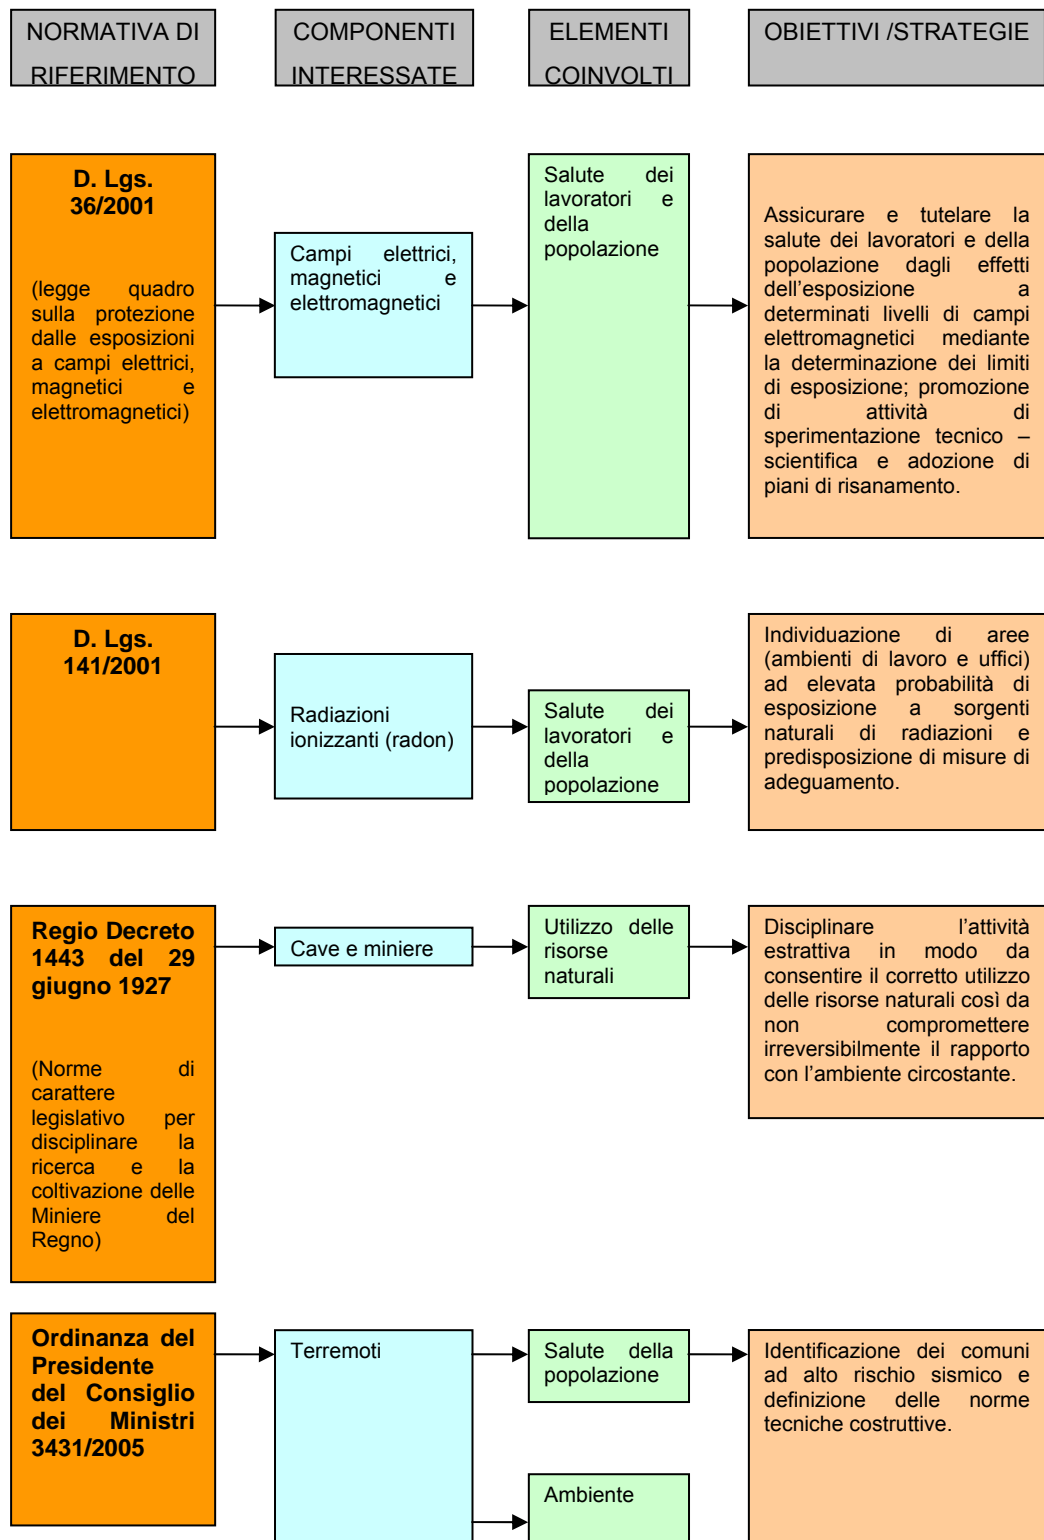 NORMATIVA DI
RIFERIMENTO
COMPONENTI
INTERESSATE
ELEMENTI
COINVOLTI
OBIETTIVI /STRATEGIE
D. Lgs.
36/2001
(legge quadro
sulla protezione
dalle esposizioni
a campi elettrici,
magnetici e
elettromagnetici)
Campi elettrici,
magnetici e
elettromagnetici
Salute dei
lavoratori e
della
popolazione
Assicurare e tutelare la
salute dei lavoratori e della
popolazione dagli effetti
dell’esposizione a
determinati livelli di campi
elettromagnetici mediante
la determinazione dei limiti
di esposizione; promozione
di attività di
sperimentazione tecnico –
scientifica e adozione di
piani di risanamento.
D. Lgs.
141/2001
Radiazioni
ionizzanti (radon)
Salute dei
lavoratori e
della
popolazione
Individuazione di aree
(ambienti di lavoro e uffici)
ad elevata probabilità di
esposizione a sorgenti
naturali di radiazioni e
predisposizione di misure di
adeguamento.
Regio Decreto
1443 del 29
giugno 1927
(Norme di
carattere
legislativo per
disciplinare la
ricerca e la
coltivazione delle
Miniere del
Regno)
Cave e miniere
Utilizzo delle
risorse
naturali
Disciplinare l’attività
estrattiva in modo da
consentire il corretto utilizzo
delle risorse naturali così da
non compromettere
irreversibilmente il rapporto
con l’ambiente circostante.
Ordinanza del
Presidente
del Consiglio
dei Ministri
3431/2005
Terremoti
Salute della
popolazione
Ambiente
Identificazione dei comuni
ad alto rischio sismico e
definizione delle norme
tecniche costruttive.